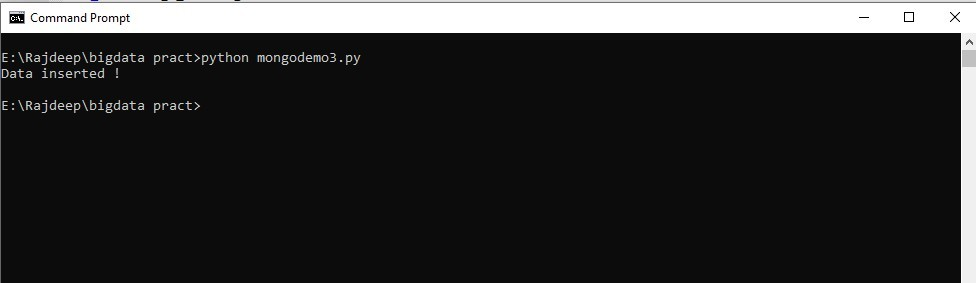 Command Prompt
E:\Rajdeep\bigdata pract>python mongodemo3.py
Data inserted !
E:\Rajdeep\bigdata pract>